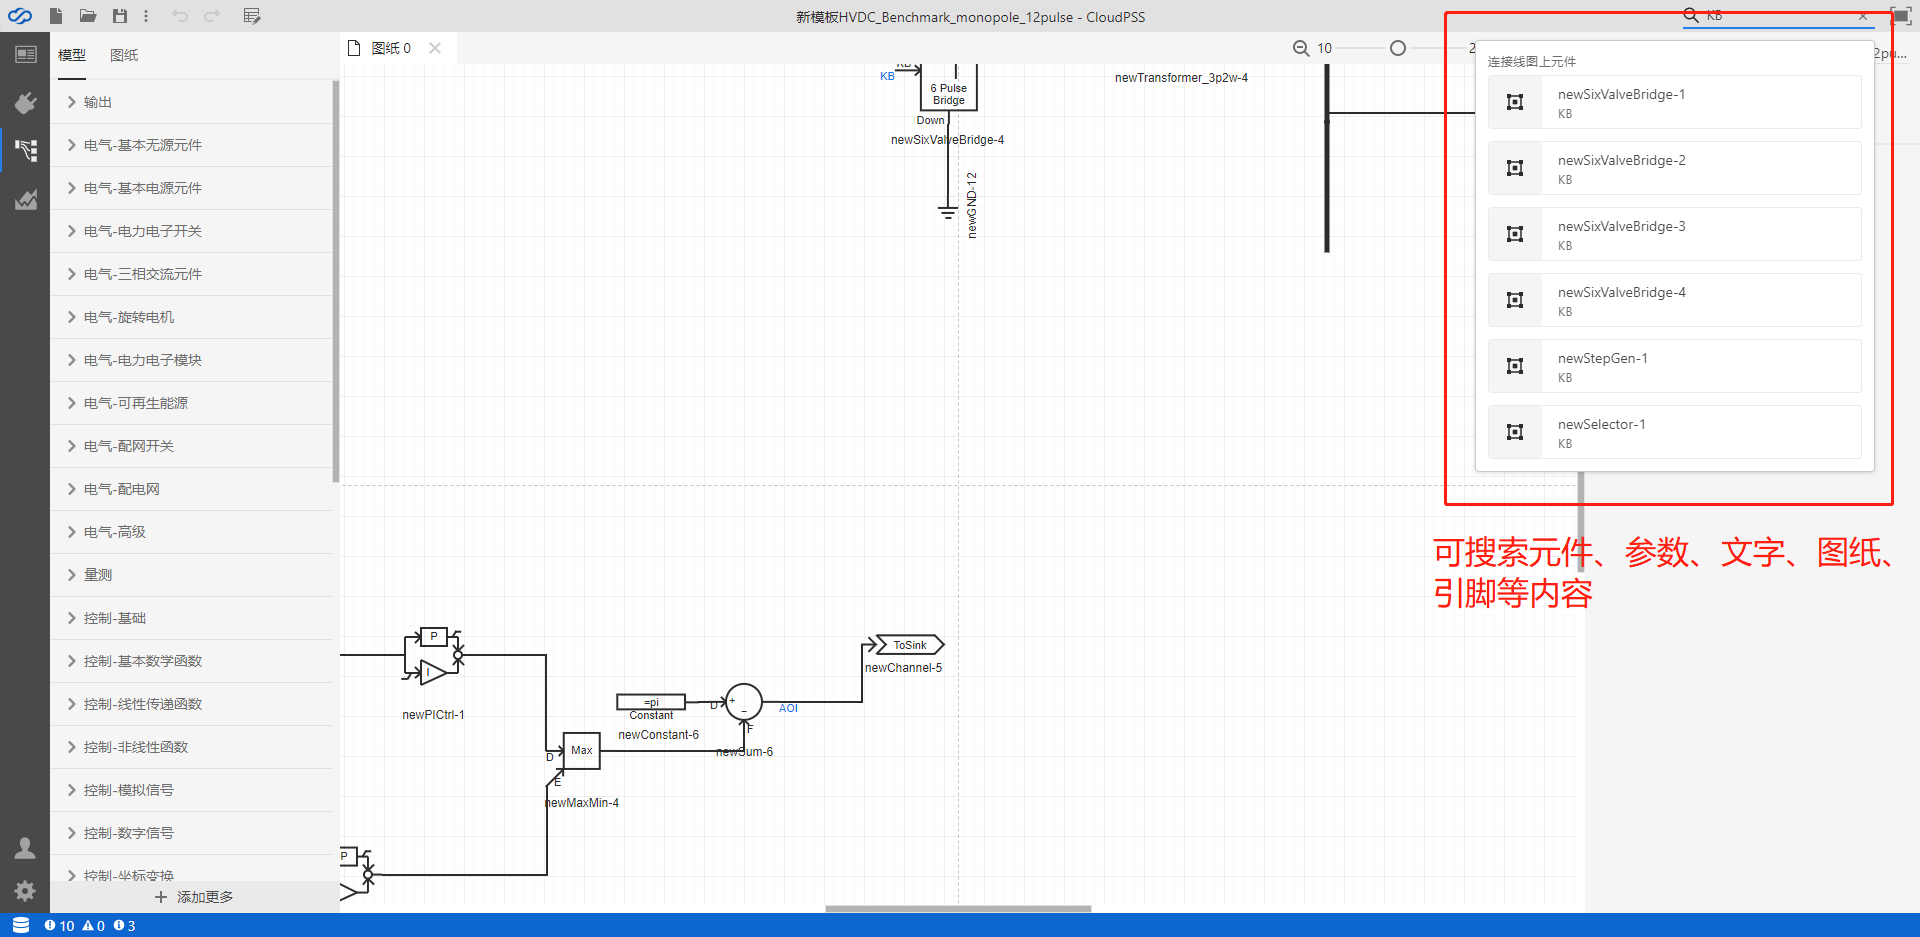 新模板HVDC_Benchmark_monopole_12pulse - CloudPSS
KB
模型
图纸
图纸 0
10
输出
电气-基本无源元件
电气-基本电源元件
电气-电力电子开关
电气-三相交流元件
电气-旋转电机
电气-电力电子模块
电气-可再生能源
电气-配网开关
电气-配电网
电气-高级
量测
控制-基础
控制-基本数学函数
控制-线性传递函数
控制-非线性函数
控制-模拟信号
控制-数字信号
控制-坐标变换
添加更多
KB
KB
6 Pulse
Bridge
Down
newSixValveBridge-4
newGND-12
newTransformer_3p2w-4
2pu...
连接线图上元件
newSixValveBridge-1
KB
newSixValveBridge-2
KB
newSixValveBridge-3
KB
newSixValveBridge-4
KB
newStepGen-1
KB
newSelector-1
KB
可搜索元件、参数、文字、图纸、
引脚等内容
P
I
newPICtrl-1
=pi
Constant
newConstant-6
D
+
−
F
newSum-6
AOI
ToSink
newChannel-5
D
Max
E
newMaxMin-4
P
10
0
3